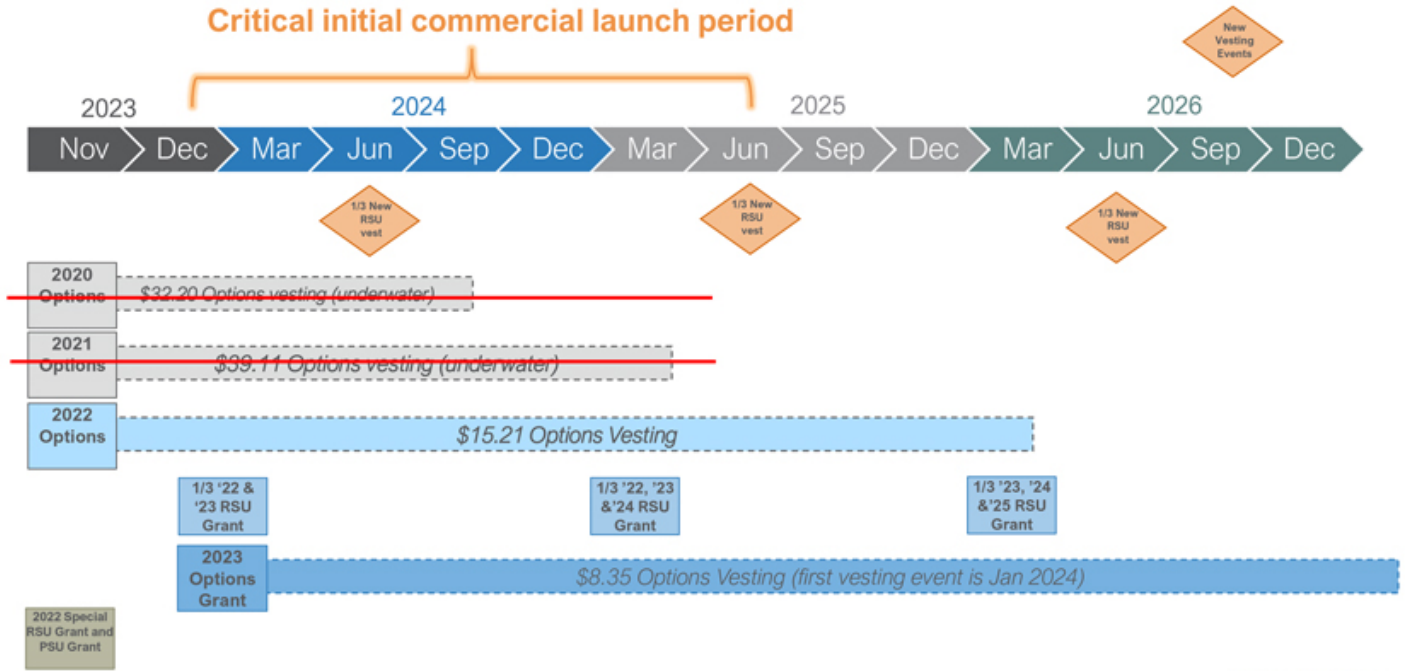 Critical initial commercial launch period
New
Vesting
Events
2023
2024
2025
2026
Nov
Dec
Mar
Jun
Sep
Dec
Mar
Jun
Sep
Dec
Mar
Jun
Sep
Dec
1/3 New
RSU
vest
1/3 New
RSU
vest
1/3 New
RSU
vest
2020
Options
$32.20 Options vesting (underwater)
2021
Options
$39.11 Options vesting (underwater)
2022
Options
$15.21 Options Vesting
1/3 '22 &
'23 RSU
Grant
1/3 '22, '23
&'24 RSU
Grant
1/3 '23, '24
&'25 RSU
Grant
2023
Options
Grant
$8.35 Options Vesting (first vesting event is Jan 2024)
2022 Special
RSU Grant and
PSU Grant